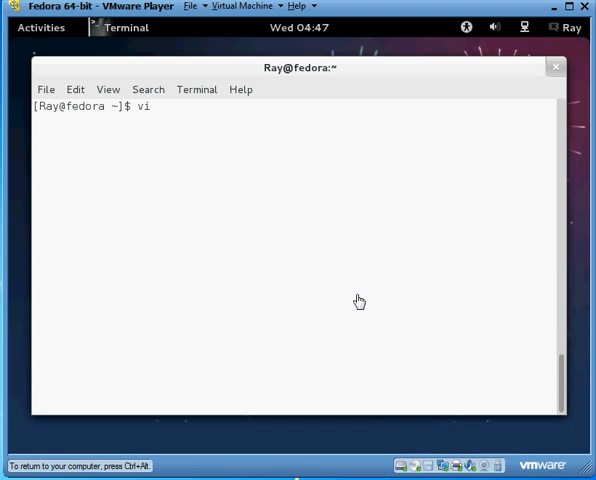 Fedora 64-bit - VMware Player File Virtual Machine Help
Activities Terminal Wed 04:47 Ray
Ray@fedora:~
File Edit View Search Terminal Help
[Ray@fedora ~]$ vi
To return to your computer, press Ctrl+Alt.
vmware